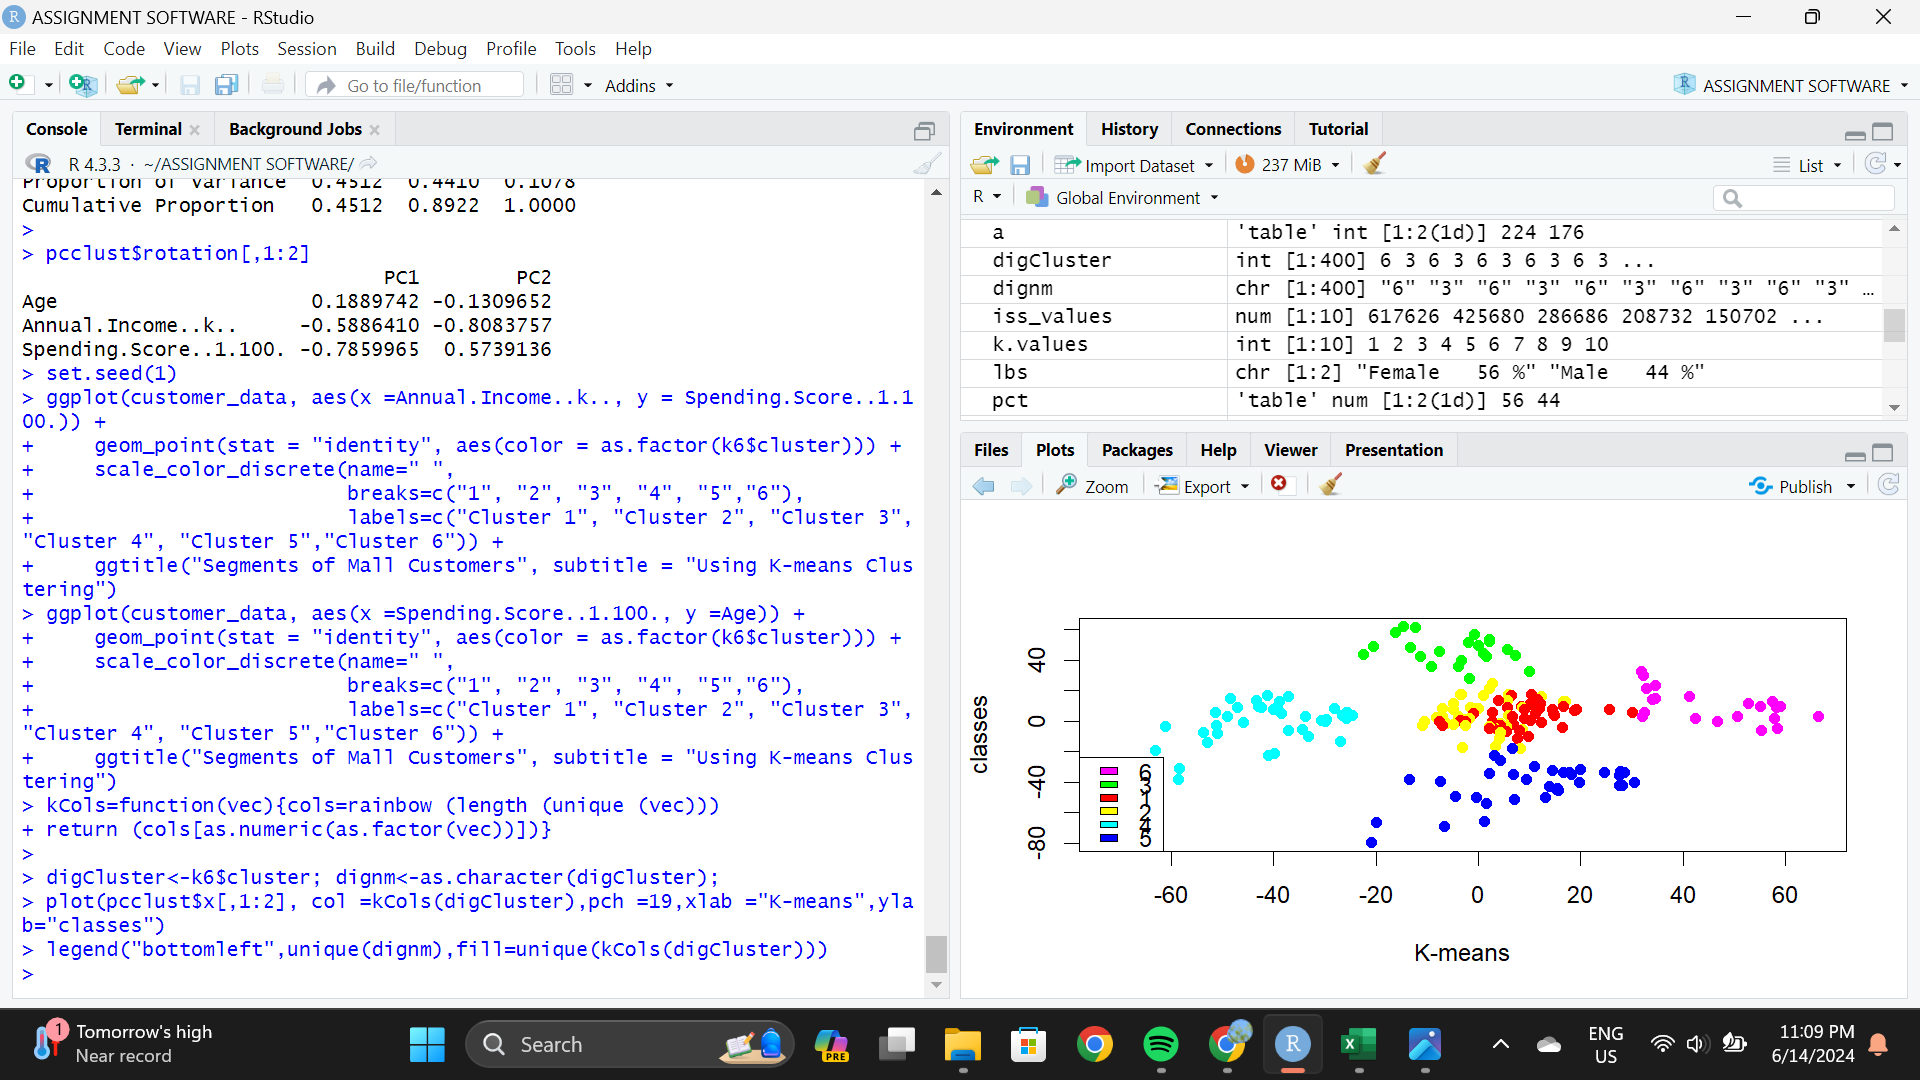 ASSIGNMENT SOFTWARE - RStudio
File Edit Code View Plots Session Build Debug Profile Tools Help
Go to file/function Addins ASSIGNMENT SOFTWARE
Console Terminal Background Jobs
R 4.3.3 · ~/ASSIGNMENT SOFTWARE/
Proportion of Variance 0.4512 0.4410 0.1078
Cumulative Proportion 0.4512 0.8922 1.0000
>
> pcclust$rotation[,1:2]
PC1 PC2
Age 0.1889742 -0.1309652
Annual.Income..k.. -0.5886410 -0.8083757
Spending.Score..1.100. -0.7859965 0.5739136
> set.seed(1)
> ggplot(customer_data, aes(x =Annual.Income..k.., y = Spending.Score..1.1
00.)) +
+ geom_point(stat = "identity", aes(color = as.factor(k6$cluster))) +
+ scale_color_discrete(name=" ",
+ breaks=c("1", "2", "3", "4", "5","6"),
+ labels=c("Cluster 1", "Cluster 2", "Cluster 3",
"Cluster 4", "Cluster 5","Cluster 6")) +
+ ggtitle("Segments of Mall Customers", subtitle = "Using K-means Clus
tering")
> ggplot(customer_data, aes(x =Spending.Score..1.100., y =Age)) +
+ geom_point(stat = "identity", aes(color = as.factor(k6$cluster))) +
+ scale_color_discrete(name=" ",
+ breaks=c("1", "2", "3", "4", "5","6"),
+ labels=c("Cluster 1", "Cluster 2", "Cluster 3",
"Cluster 4", "Cluster 5","Cluster 6")) +
+ ggtitle("Segments of Mall Customers", subtitle = "Using K-means Clus
tering")
> kCols=function(vec){cols=rainbow (length (unique (vec)))
+ return (cols[as.numeric(as.factor(vec))])}
>
> digCluster<-k6$cluster; dignm<-as.character(digCluster);
> plot(pcclust$x[,1:2], col =kCols(digCluster),pch =19,xlab ="K-means",yla
b="classes")
> legend("bottomleft",unique(dignm),fill=unique(kCols(digCluster)))
>
Environment History Connections Tutorial
Import Dataset 237 MiB List
R Global Environment
a 'table' int [1:2(1d)] 224 176
digCluster int [1:400] 6 3 6 3 6 3 6 3 6 3 ...
dignm chr [1:400] "6" "3" "6" "3" "6" "3" "6" "3" "6" "3" ...
iss_values num [1:10] 617626 425680 286686 208732 150702 ...
k.values int [1:10] 1 2 3 4 5 6 7 8 9 10
lbs chr [1:2] "Female 56 %" "Male 44 %"
pct 'table' num [1:2(1d)] 56 44
Files Plots Packages Help Viewer Presentation
Zoom Export Publish
classes
40
0
-40
-80
6
3
1
2
4
5
-60 -40 -20 0 20 40 60
K-means
1
Tomorrow's high
Near record
Search
PRE
R
ENG
US
11:09 PM
6/14/2024